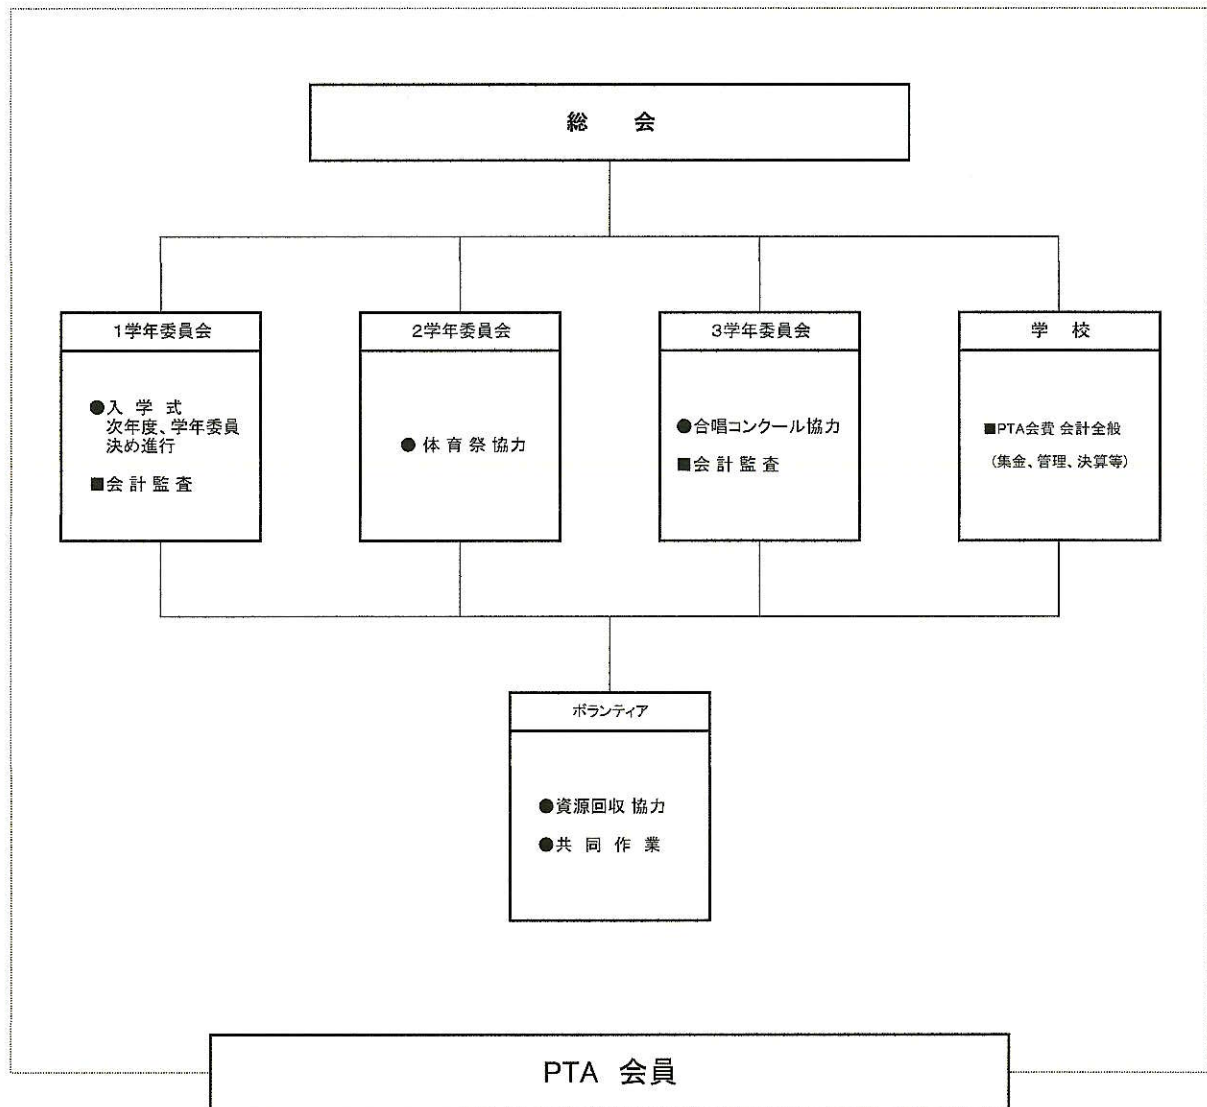 総　会
1学年委員会
●入 学 式
次年度、学年委員
決め進行
■会 計 監 査
2学年委員会
● 体 育 祭 協力
3学年委員会
●合唱コンクール協力
■会 計 監 査
学　校
■PTA会費 会計全般
（集金、管理、決算等）
ボランティア
●資源回収 協力
●共 同 作 業
PTA 会員